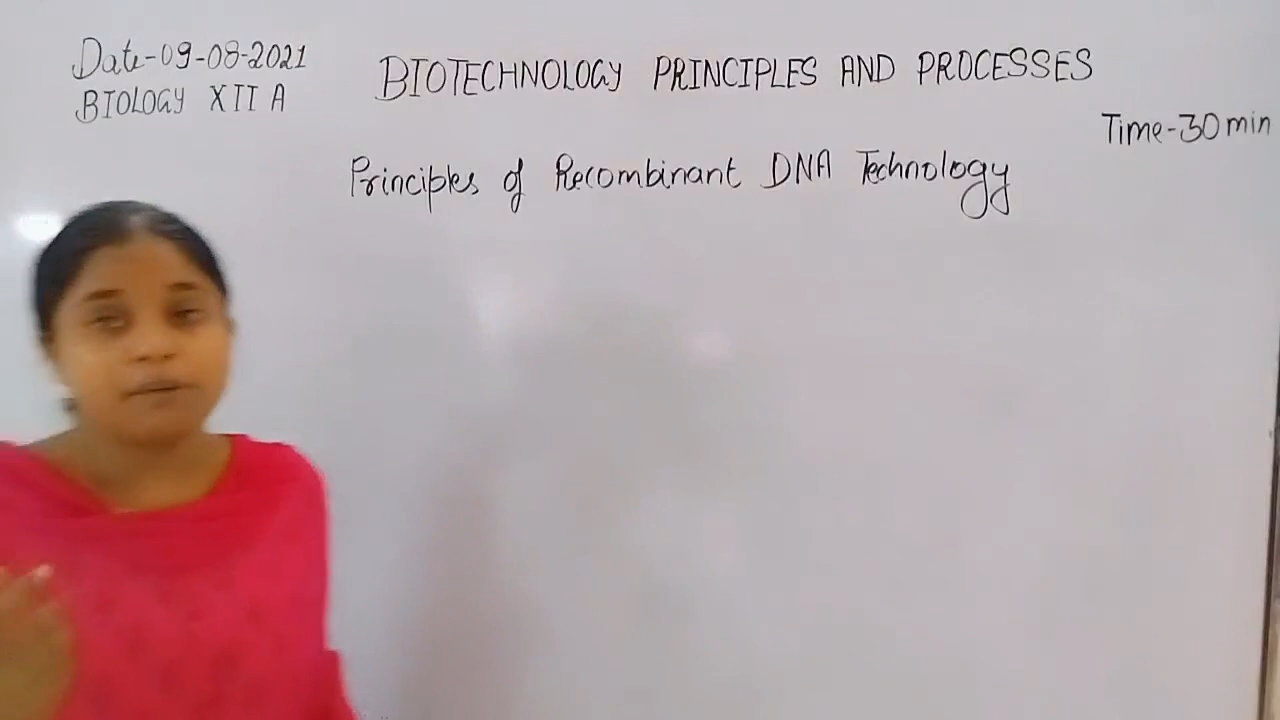 Date-09-08-2021
BIOLOGY XII A
BIOTECHNOLOGY PRINCIPLES AND PROCESSES
Time-30 min
Principles of Recombinant DNA Technology